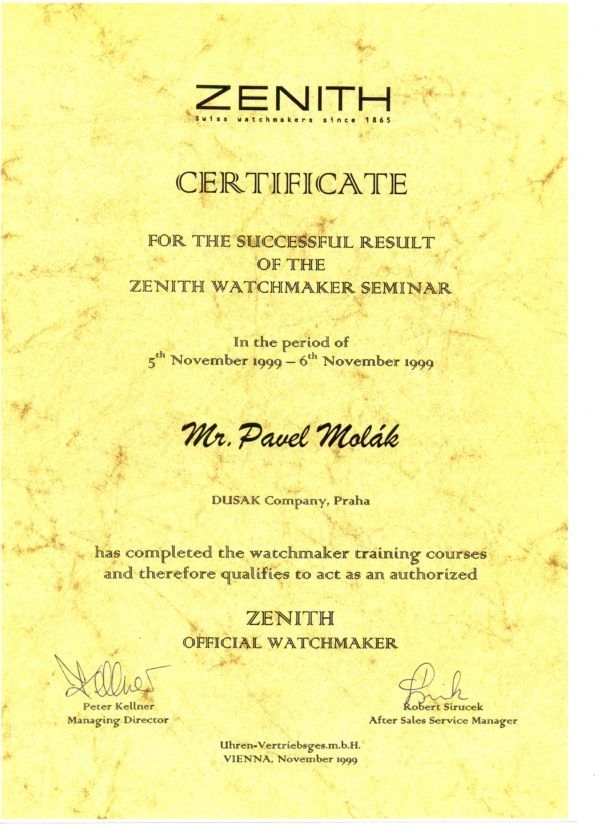 ZENITH
Swiss watchmakers since 1865
CERTIFICATE
FOR THE SUCCESSFUL RESULT
OF THE
ZENITH WATCHMAKER SEMINAR
In the period of
5th November 1999 – 6th November 1999
Mr. Pavel Molák
DUSAK Company, Praha
has completed the watchmaker training courses
and therefore qualifies to act as an authorized
ZENITH
OFFICIAL WATCHMAKER
Peter Kellner
Managing Director
Robert Sirucek
After Sales Service Manager
Uhren-Vertriebsges.m.b.H.
VIENNA, November 1999